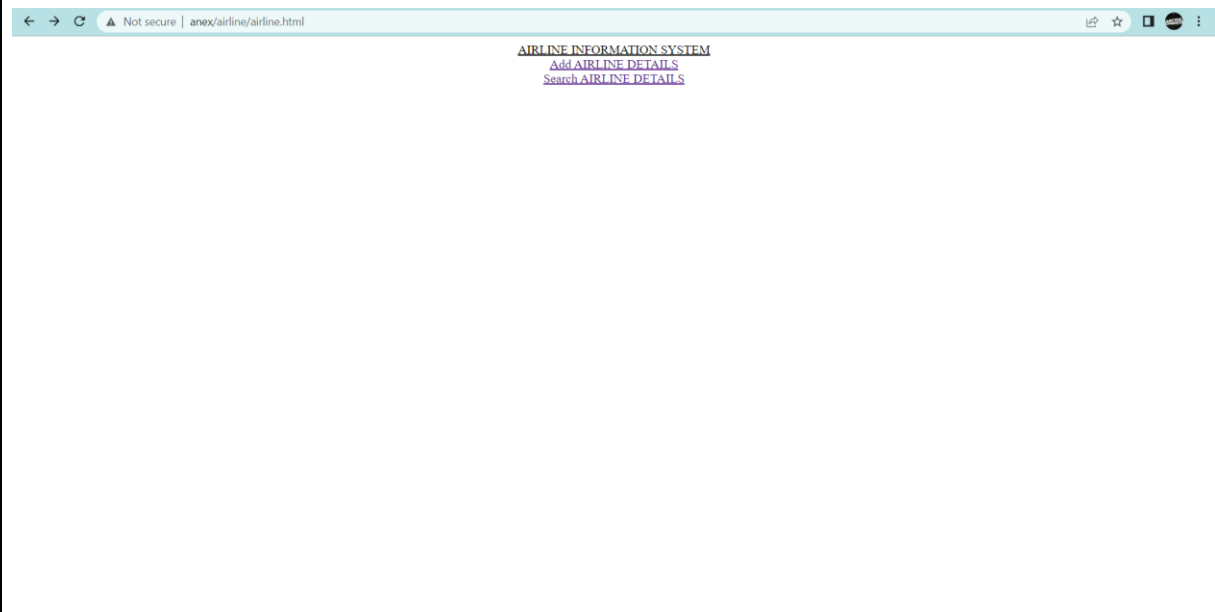 Not secure | anex/airline/airline.html
AIRLINE INFORMATION SYSTEM
Add AIRLINE DETAILS
Search AIRLINE DETAILS